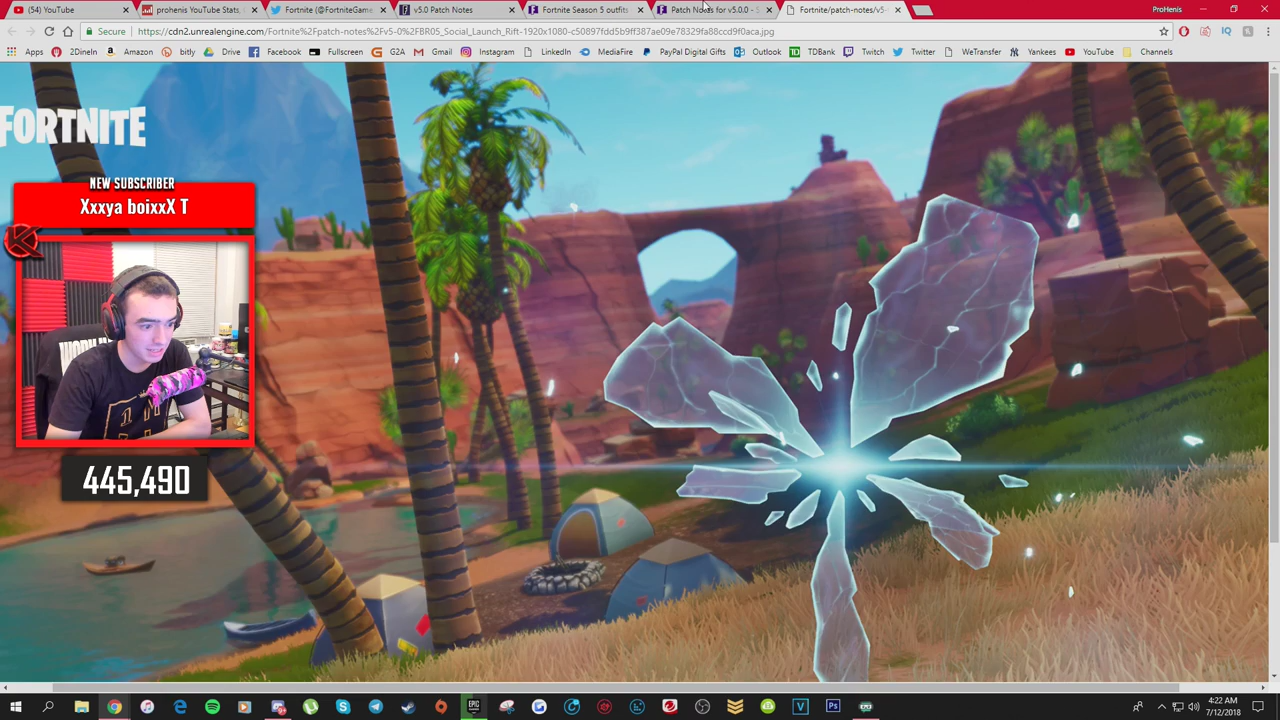 (54) YouTube
prohenis YouTube Stats,
Fortnite (@FortniteGame
v5.0 Patch Notes
Fortnite Season 5 outfits
Patch Notes for v5.0.0 - S
Fortnite/patch-notes/v5-
ProHenis
Secure
https://cdn2.unrealengine.com/Fortnite%2Fpatch-notes%2Fv5-0%2FBR05_Social_Launch_Rift-1920x1080-c50897fdd5b9ff387ae09e78329fa88ccd9f0aca.jpg
Apps
2DineIn
Amazon
bitly
Drive
Facebook
Fullscreen
G2A
Gmail
Instagram
LinkedIn
MediaFire
PayPal Digital Gifts
Outlook
TDBank
Twitch
Twitter
WeTransfer
Yankees
YouTube
Channels
FORTNITE
NEW SUBSCRIBER
Xxxya boixxX T
445,490
EPIC
4:22 AM
7/12/2018